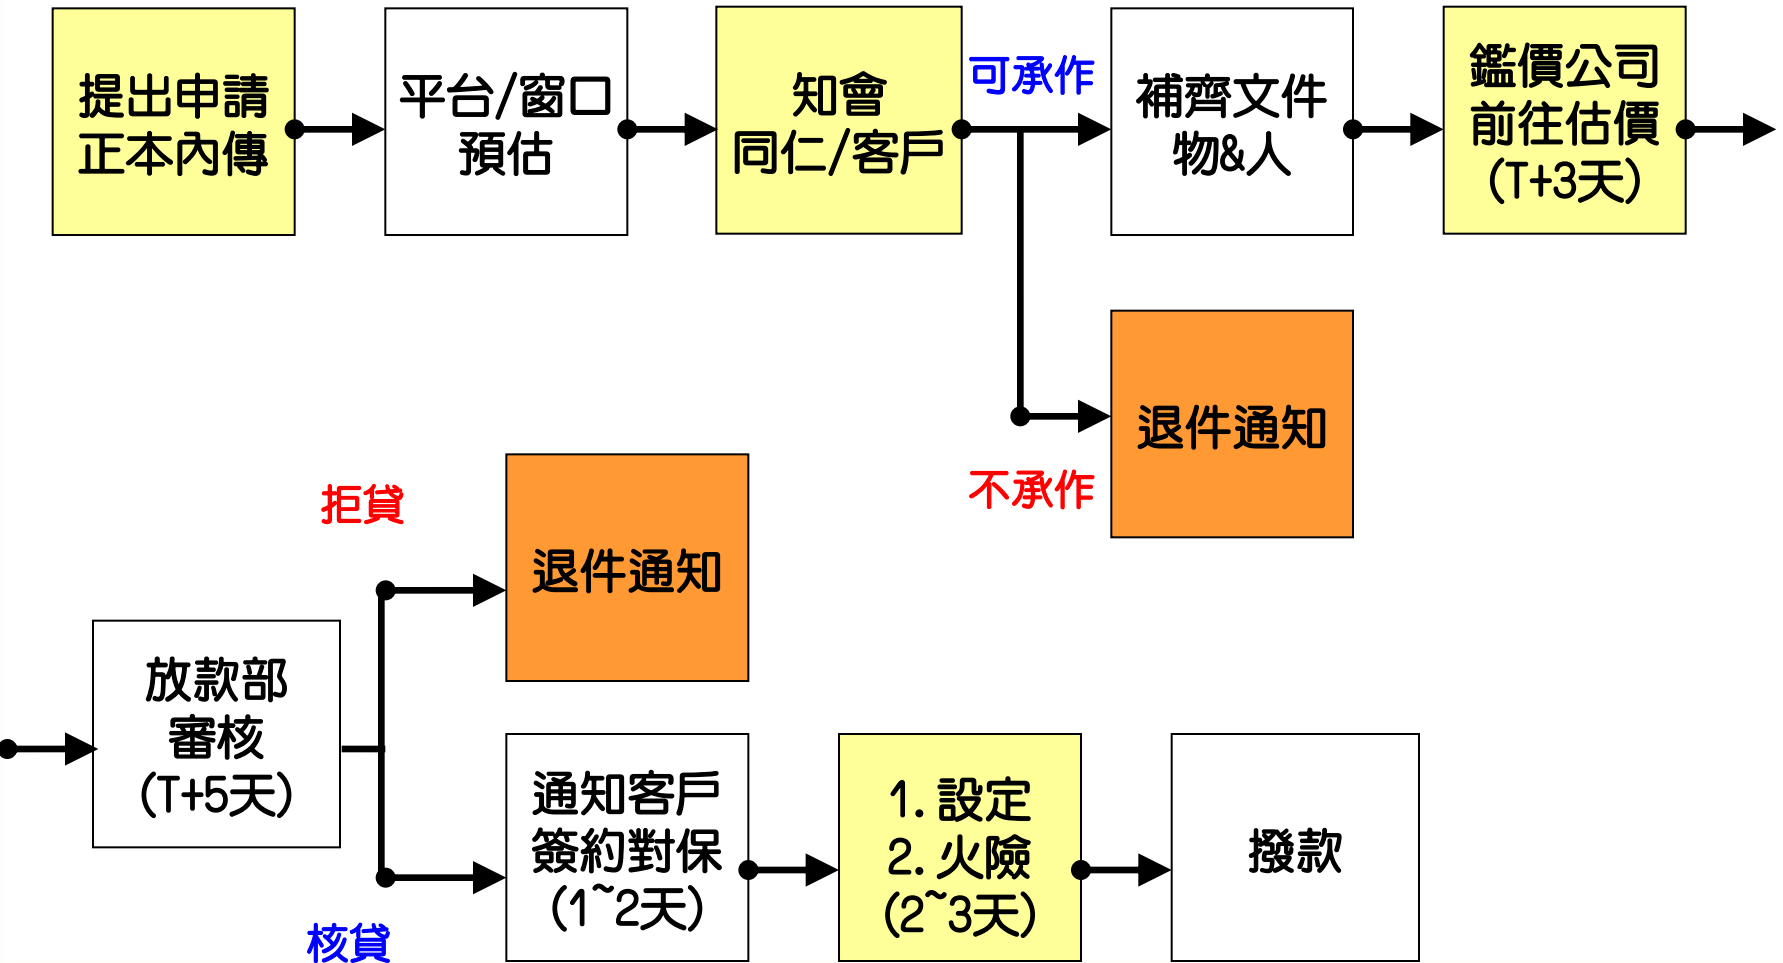 提出申請
正本內傳
平台/窗口
預估
知會
同仁/客戶
可承作
補齊文件
物&人
鑑價公司
前往估價
(T+3天)
退件通知
不承作
拒貸
退件通知
放款部
審核
(T+5天)
核貸
通知客戶
簽約對保
(1~2天)
1. 設定
2. 火險
(2~3天)
撥款